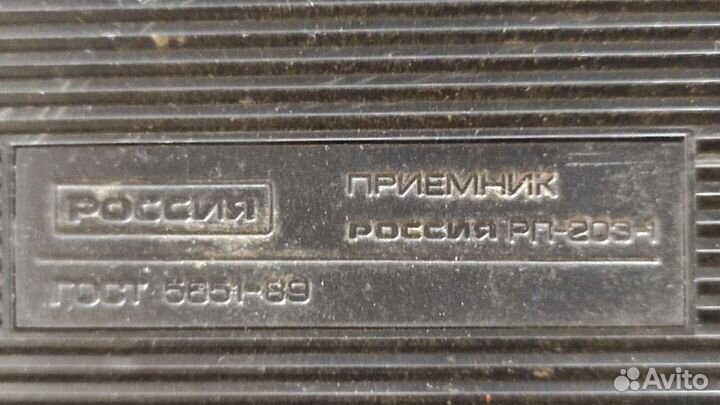 РОССИЯ
ПРИЕМНИК
РОССИЯ РП-203-1
ГОСТ 5651-89
Avito